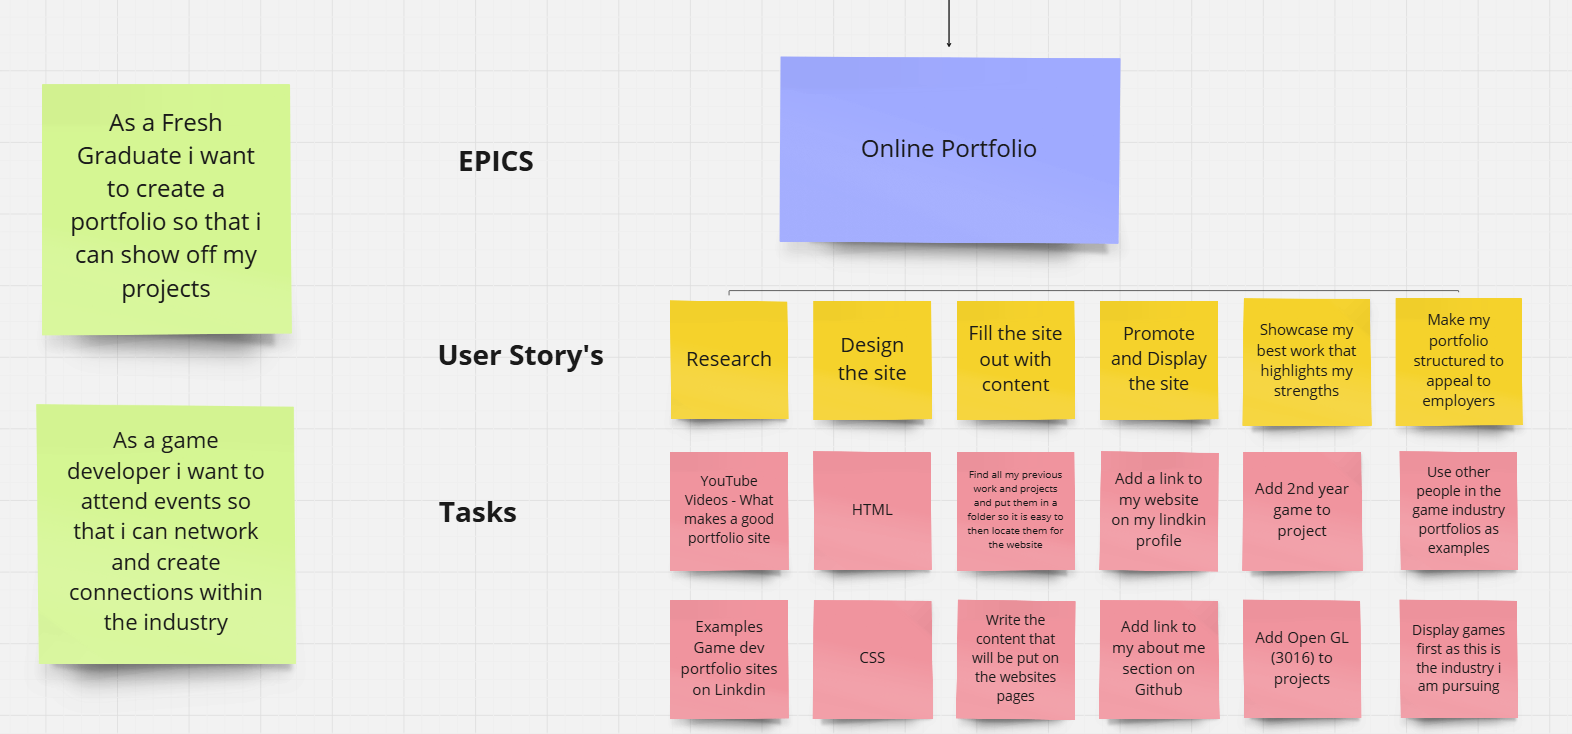 As a Fresh
Graduate i want
to create a
portfolio so that i
can show off my
projects
As a game
developer i want to
attend events so
that i can network
and create
connections within
the industry
EPICS
Online Portfolio
User Story's
Research
Design
the site
Fill the site
out with
content
Promote
and Display
the site
Showcase my
best work that
highlights my
strengths
Make my
portfolio
structured to
appeal to
employers
Tasks
YouTube
Videos - What
makes a good
portfolio site
HTML
Find all my previous
work and projects
and put them in a
folder so it is easy to
then locate them for
the website
Add a link to
my website
on my lindkin
profile
Add 2nd year
game to
project
Use other
people in the
game industry
portfolios as
examples
Examples
Game dev
portfolio sites
on Linkdin
CSS
Write the
content that
will be put on
the websites
pages
Add link to
my about me
section on
Github
Add Open GL
(3016) to
projects
Display games
first as this is
the industry i
am pursuing